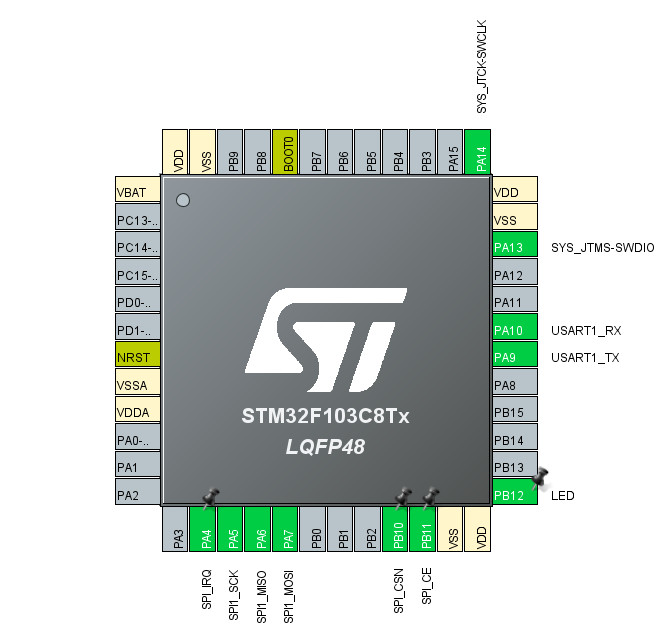 SYS_JTCK-SWCLK
VDD
VSS
PB9
PB8
BOOT0
PB7
PB6
PB5
PB4
PB3
PA15
PA14
VBAT
PC13-..
PC14-..
PC15-..
PD0-..
PD1-..
NRST
VSSA
VDDA
PA0-..
PA1
PA2
ST
STM32F103C8Tx
LQFP48
VDD
VSS
PA13 SYS_JTMS-SWDIO
PA12
PA11
PA10 USART1_RX
PA9 USART1_TX
PA8
PB15
PB14
PB13
PB12 LED
PA3
PA4
PA5
PA6
PA7
PB0
PB1
PB2
PB10
PB11
VSS
VDD
SPI_IRQ
SPI1_SCK
SPI1_MISO
SPI1_MOSI
SPI_CSN
SPI_CE